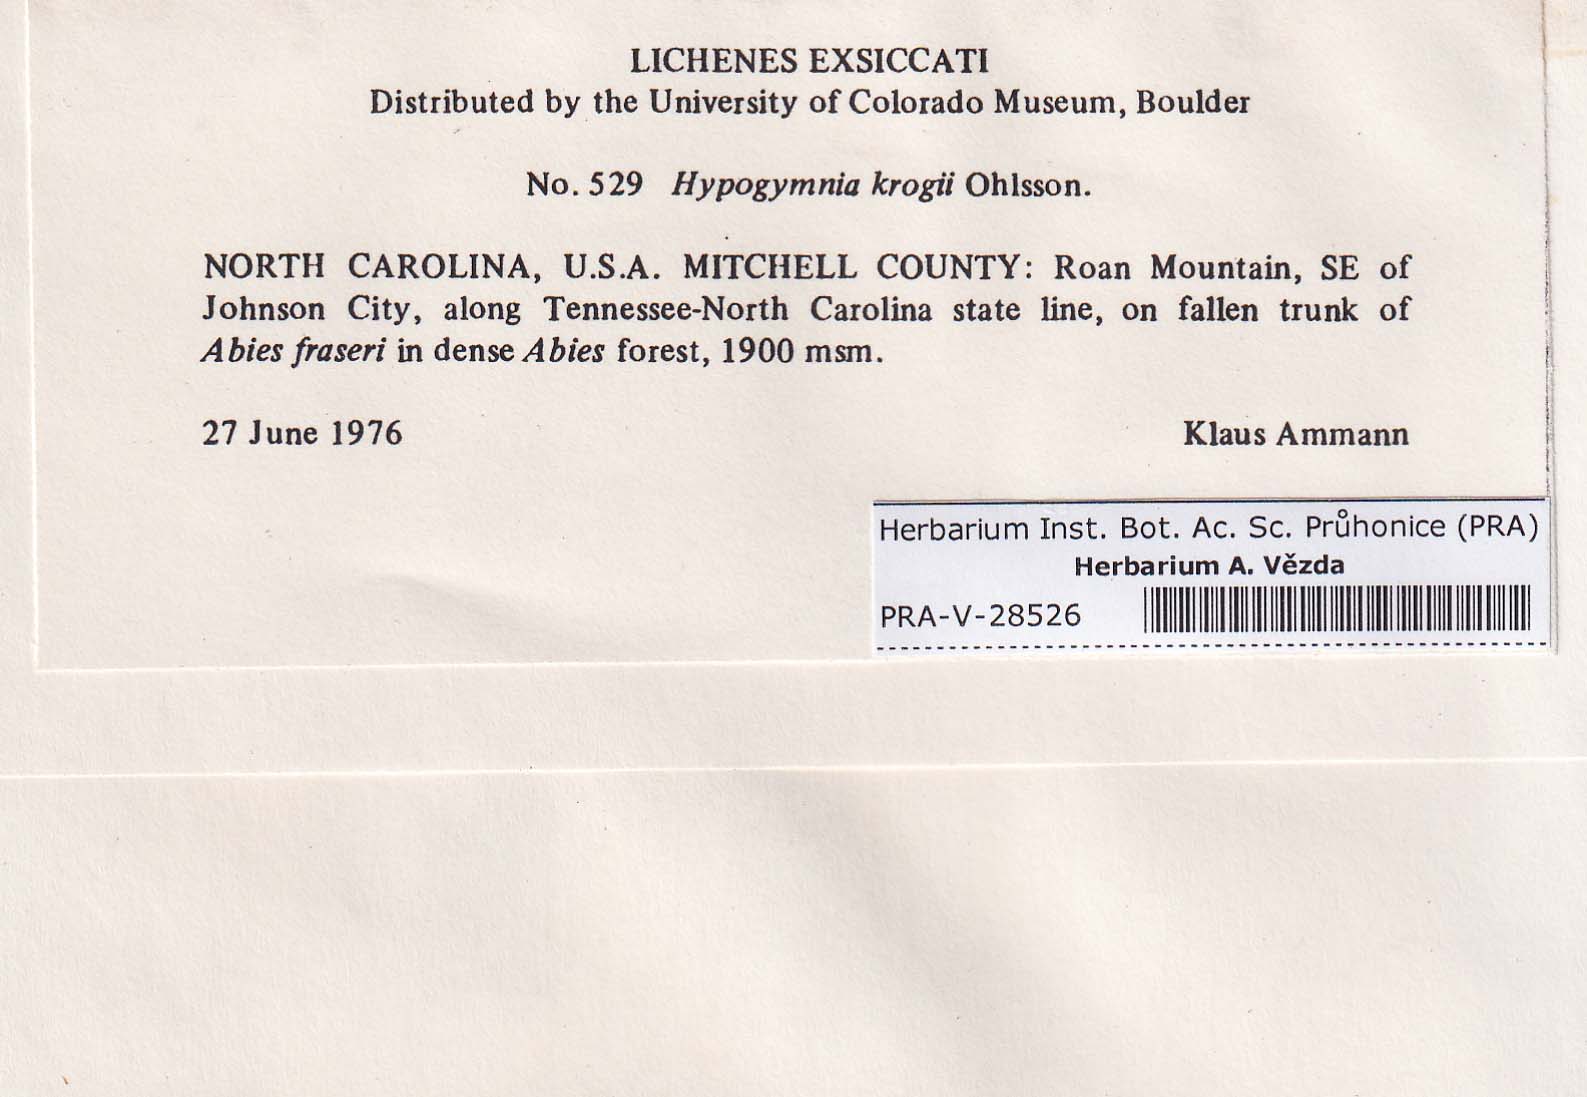 LICHENES EXSICCATI
Distributed by the University of Colorado Museum, Boulder
No. 529 Hypogymnia krogii Ohlsson.
NORTH CAROLINA, U.S.A. MITCHELL COUNTY: Roan Mountain, SE of
Johnson City, along Tennessee-North Carolina state line, on fallen trunk of
Abies fraseri in dense Abies forest, 1900 msm.
27 June 1976 Klaus Ammann
Herbarium Inst. Bot. Ac. Sc. Průhonice (PRA)
Herbarium A. Vězda
PRA-V-28526